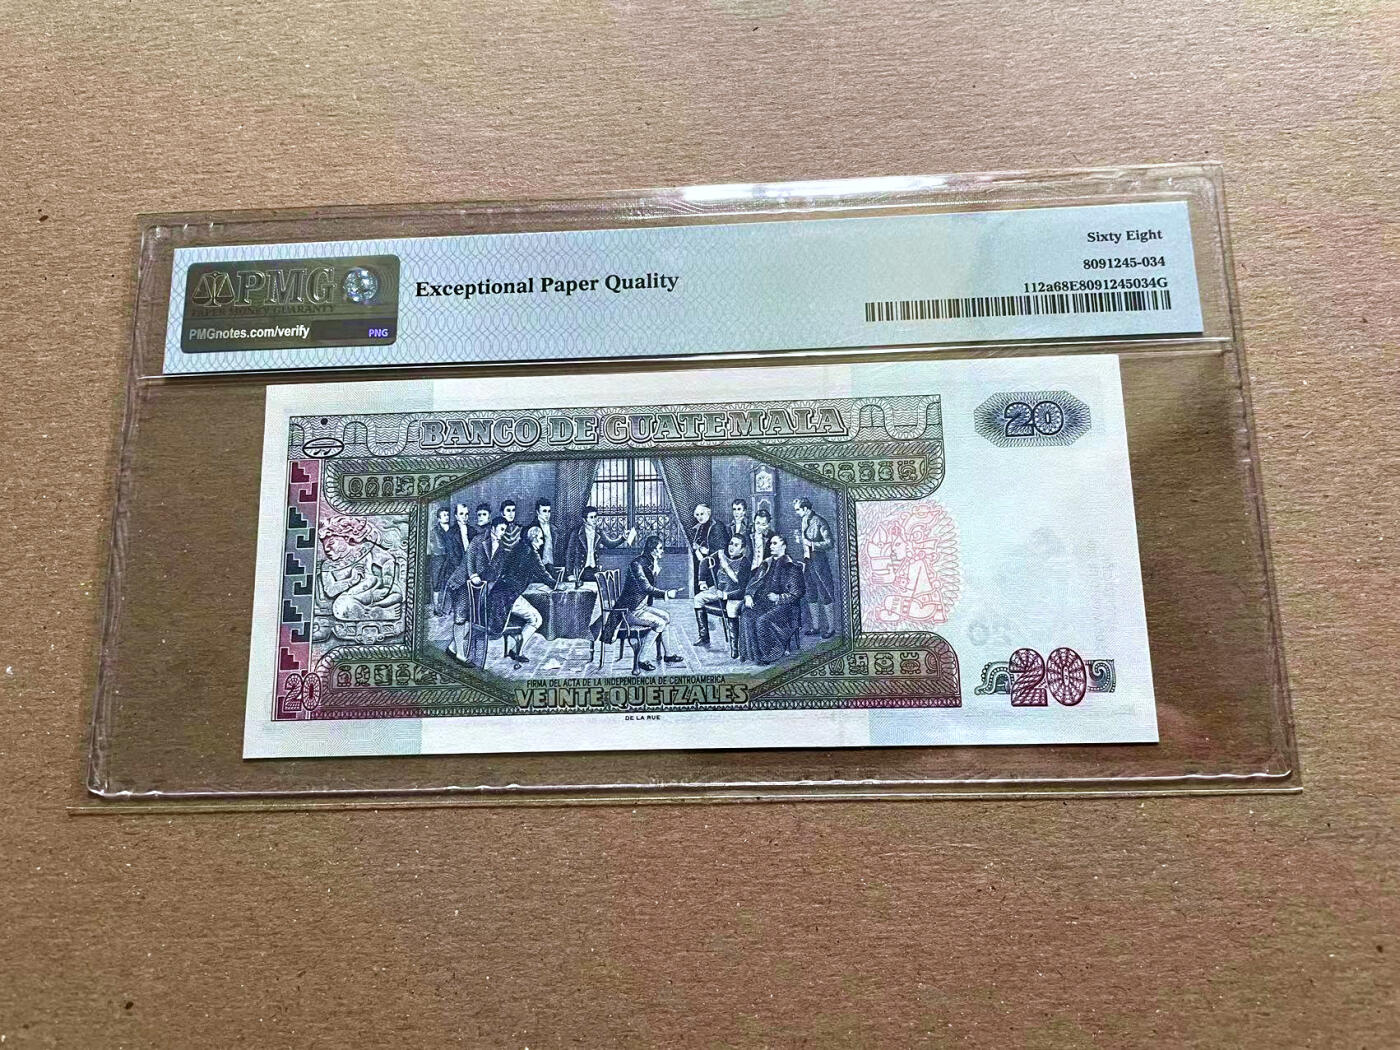 PMG
PAPER MONEY GUARANTY
PMGnotes.com/verify
PNG
Exceptional Paper Quality
Sixty Eight
8091245-034
112a68E8091245034G
BANCO DE GUATEMALA
20
FIRMA DEL ACTA DE LA INDEPENDENCIA DE CENTROAMERICA
VEINTE QUETZALES
20
20
DE LA RUE